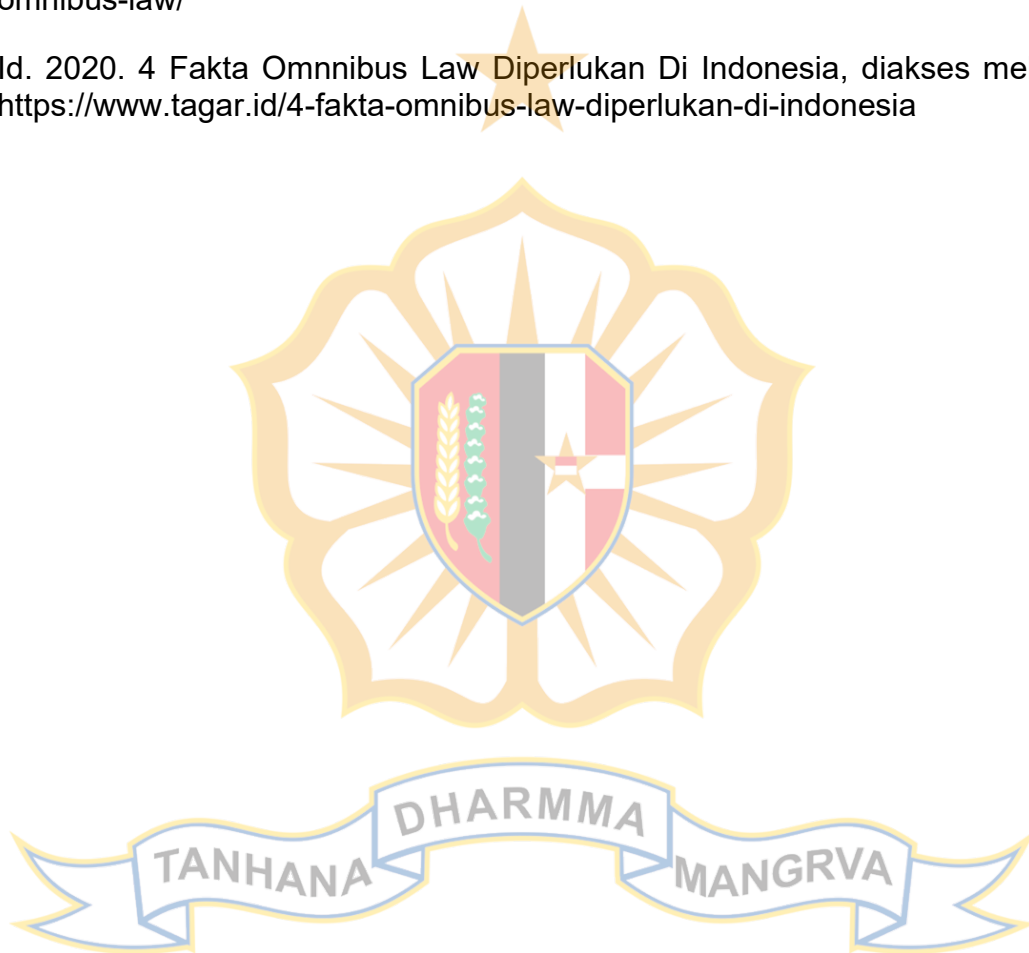 omnibus-law/
Id. 2020. 4 Fakta Omnnibus Law Diperlukan Di Indonesia, diakses me
https://www.tagar.id/4-fakta-omnibus-law-diperlukan-di-indonesia
TANHANA DHARMMA MANGRVA